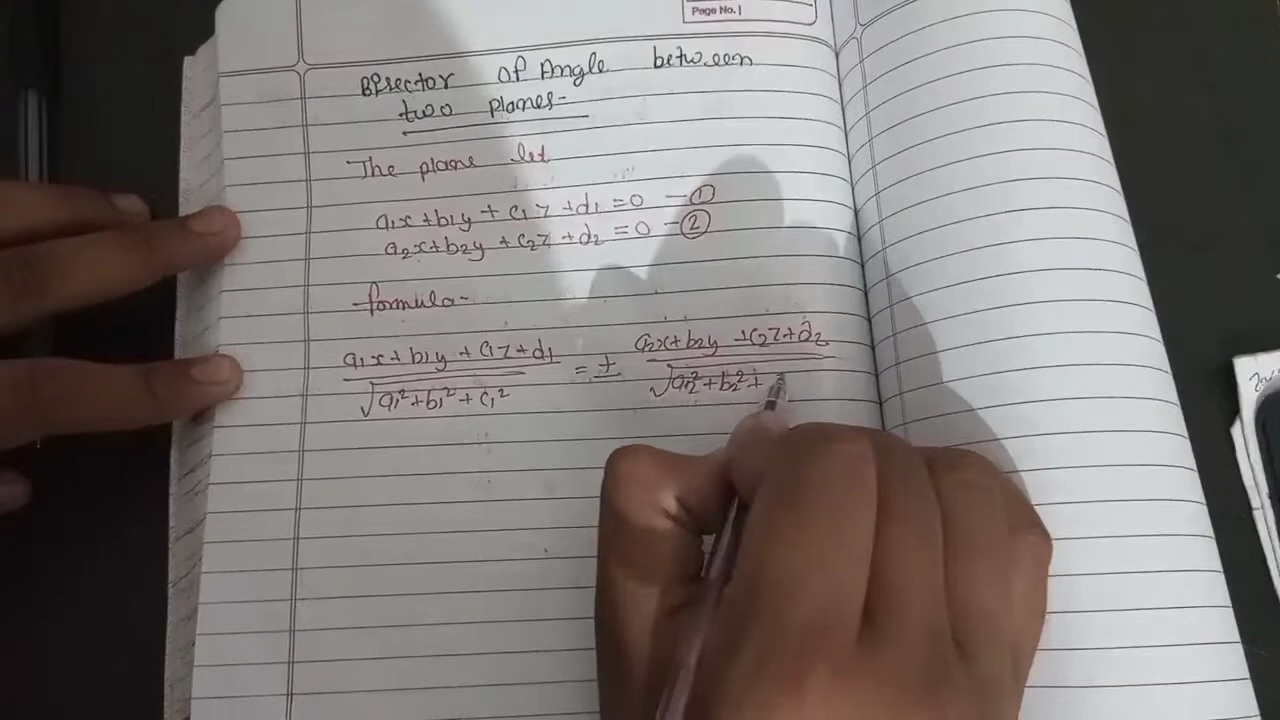 Page No.
Bisector of Angle between
two planes-
The plane let
a₁x+b₁y+c₁z+d₁=0 —①
a₂x+b₂y+c₂z+d₂=0 —②
formula-
a₁x+b₁y+c₁z+d₁ / √a₁²+b₁²+c₁² = ± a₂x+b₂y+c₂z+d₂ / √a₂²+b₂²+